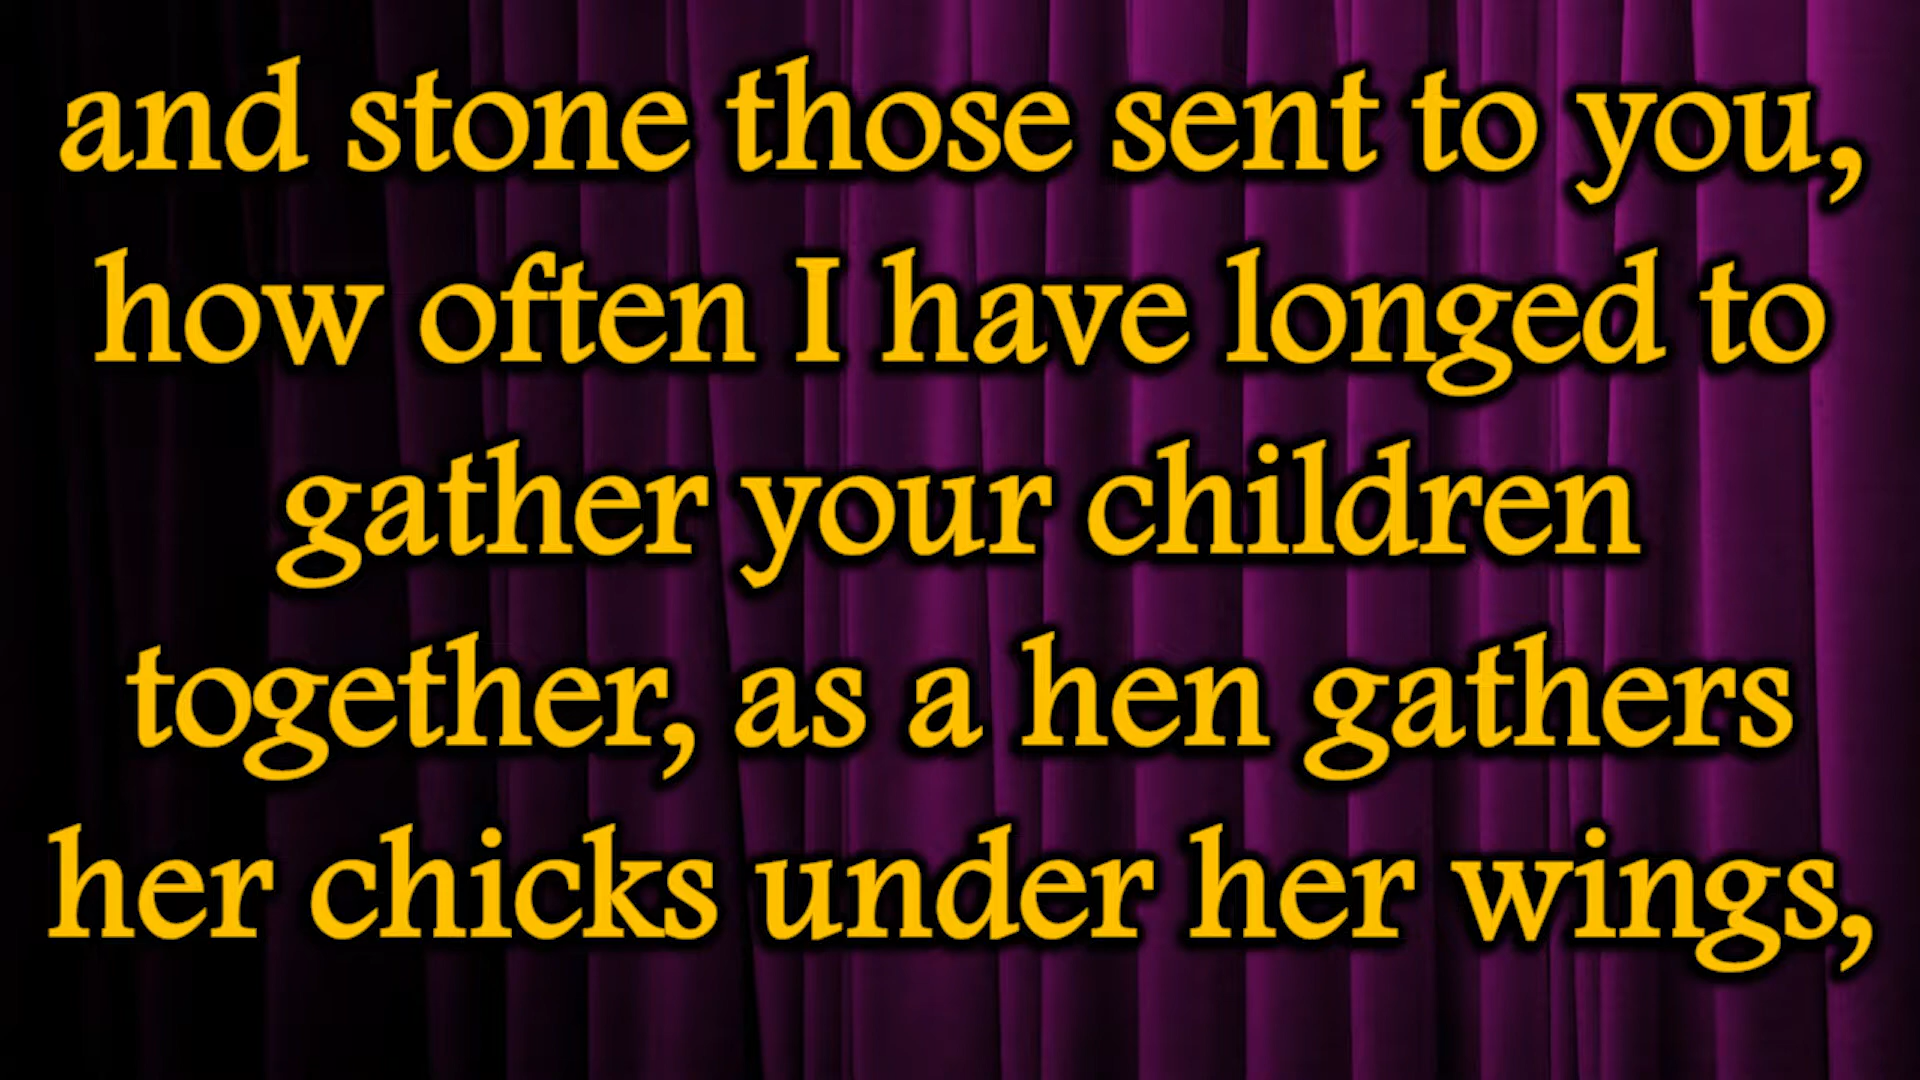 and stone those sent to you,
how often I have longed to
gather your children
together, as a hen gathers
her chicks under her wings,